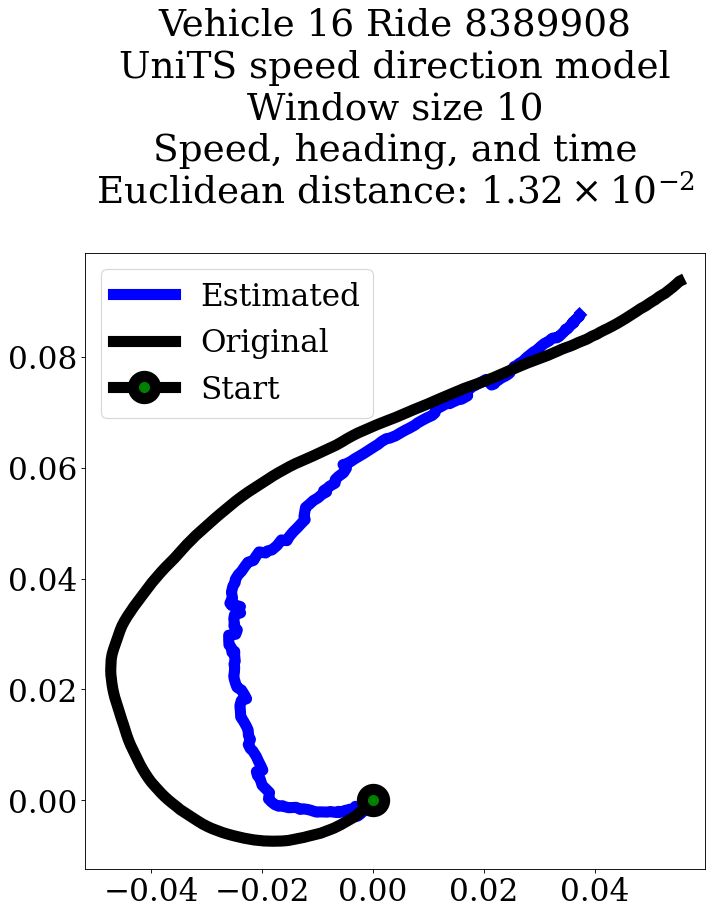 Vehicle 16 Ride 8389908
UniTS speed direction model
Window size 10
Speed, heading, and time
Euclidean distance: 1.32 × 10⁻²
Estimated
Original
Start
0.08
0.06
0.04
0.02
0.00
−0.04 −0.02 0.00 0.02 0.04